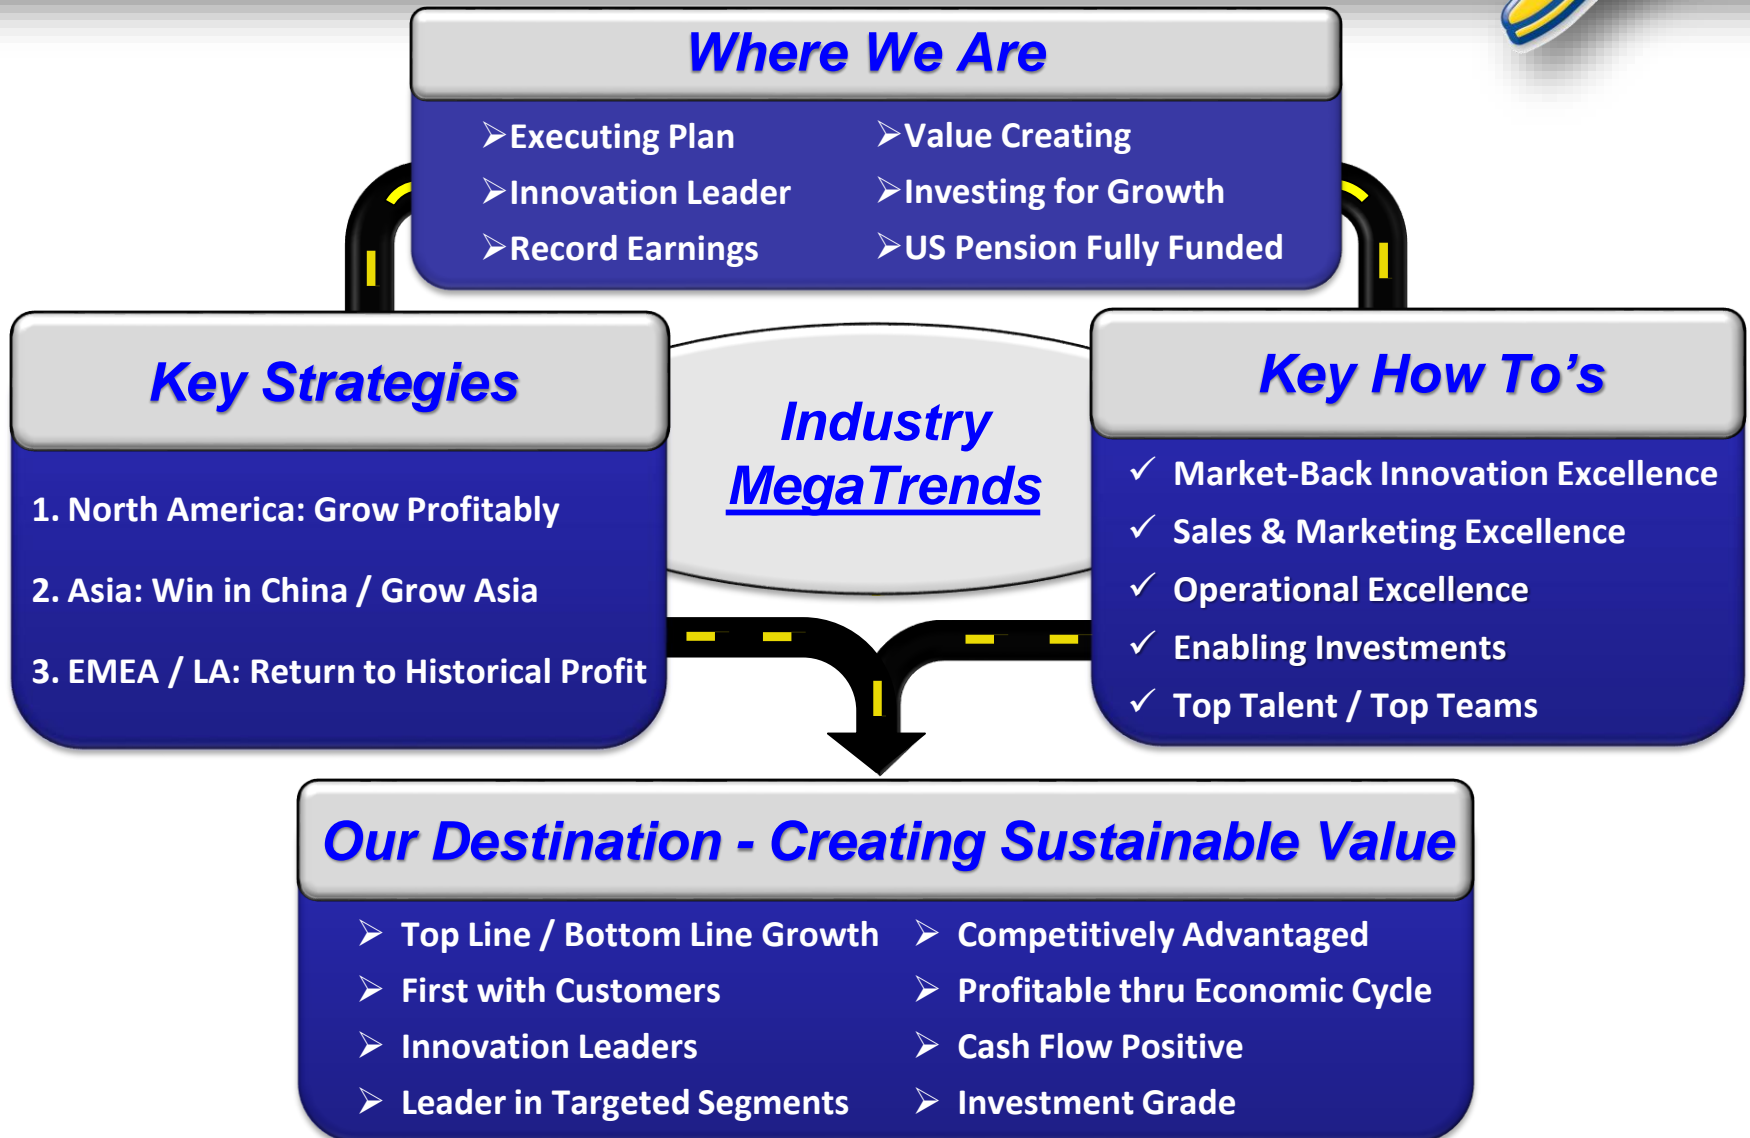 Where We Are
➢Executing Plan
➢Innovation Leader
➢Record Earnings
➢Value Creating
➢Investing for Growth
➢US Pension Fully Funded
Key Strategies
1. North America: Grow Profitably
2. Asia: Win in China / Grow Asia
3. EMEA / LA: Return to Historical Profit
Industry
MegaTrends
Key How To’s
✓ Market-Back Innovation Excellence
✓ Sales & Marketing Excellence
✓ Operational Excellence
✓ Enabling Investments
✓ Top Talent / Top Teams
Our Destination - Creating Sustainable Value
➢ Top Line / Bottom Line Growth
➢ First with Customers
➢ Innovation Leaders
➢ Leader in Targeted Segments
➢ Competitively Advantaged
➢ Profitable thru Economic Cycle
➢ Cash Flow Positive
➢ Investment Grade